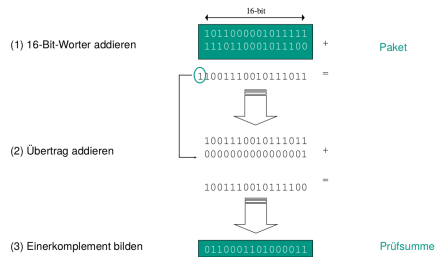 16-bit
1011000001011111
(1) 16-Bit-Worter addieren 1110110001011100 + Paket
11001110010111011 =
1001110010111011
(2) Übertrag addieren 0000000000000001 +
=
1001110010111100
(3) Einerkomplement bilden 0110001101000011 Prüfsumme